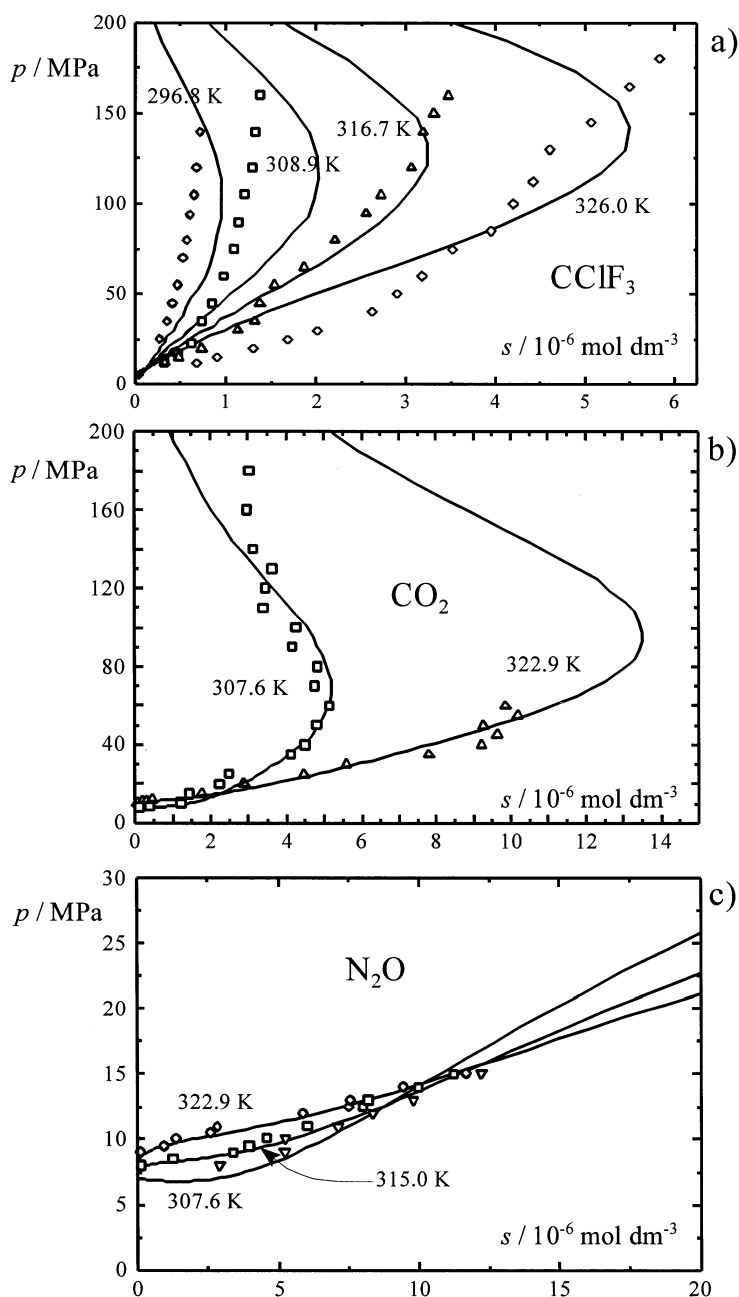 a)
200
p / MPa
296.8 K
150
316.7 K
308.9 K
100
326.0 K
CClF3
50
s / 10-6 mol dm-3
0
0 1 2 3 4 5 6
b)
200
p / MPa
160
120
CO2
80
307.6 K
322.9 K
40
s / 10-6 mol dm-3
0
0 2 4 6 8 10 12 14
c)
30
p / MPa
25
N2O
20
15
322.9 K
10
315.0 K
307.6 K
5
s / 10-6 mol dm-3
0
0 5 10 15 20